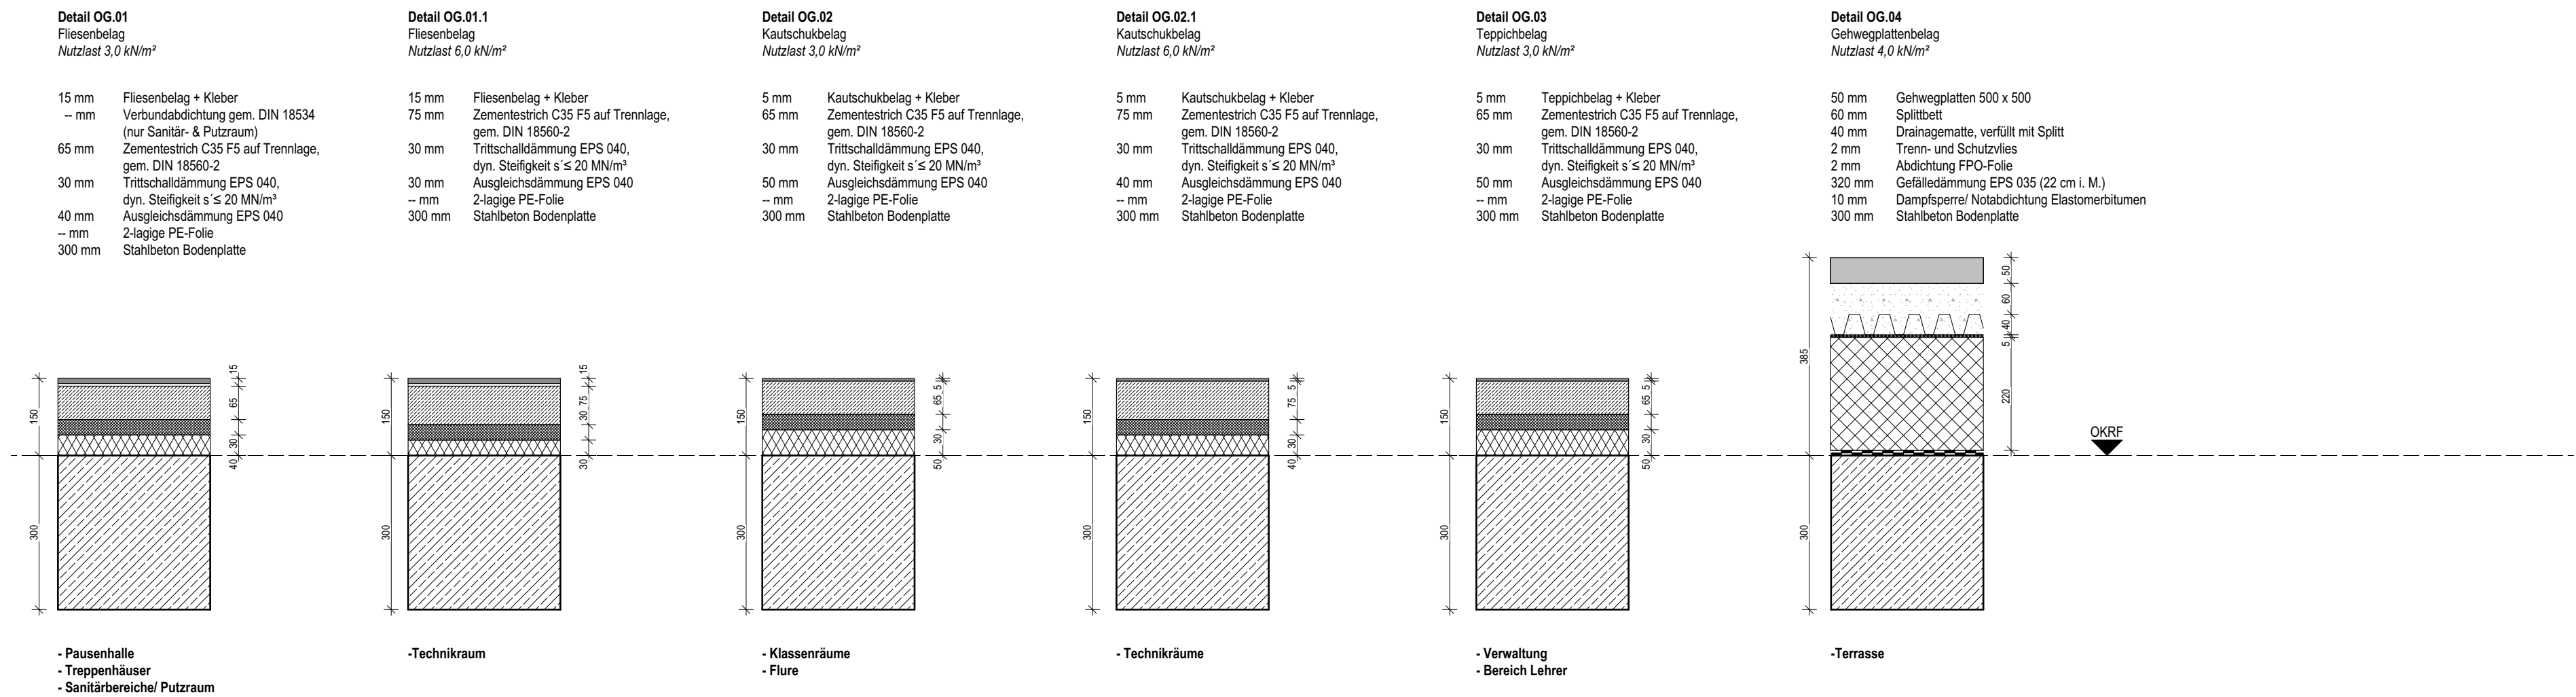 Detail OG.01
Fliesenbelag
Nutzlast 3,0 kN/m²
15 mm Fliesenbelag + Kleber
-- mm Verbundabdichtung gem. DIN 18534
(nur Sanitär- & Putzraum)
65 mm Zementestrich C35 F5 auf Trennlage,
gem. DIN 18560-2
30 mm Trittschalldämmung EPS 040,
dyn. Steifigkeit s´≤ 20 MN/m³
40 mm Ausgleichsdämmung EPS 040
-- mm 2-lagige PE-Folie
300 mm Stahlbeton Bodenplatte
150
300
15
65
30
40
- Pausenhalle
- Treppenhäuser
- Sanitärbereiche/ Putzraum
Detail OG.01.1
Fliesenbelag
Nutzlast 6,0 kN/m²
15 mm Fliesenbelag + Kleber
75 mm Zementestrich C35 F5 auf Trennlage,
gem. DIN 18560-2
30 mm Trittschalldämmung EPS 040,
dyn. Steifigkeit s´≤ 20 MN/m³
30 mm Ausgleichsdämmung EPS 040
-- mm 2-lagige PE-Folie
300 mm Stahlbeton Bodenplatte
150
300
15
75
30
30
-Technikraum
Detail OG.02
Kautschukbelag
Nutzlast 3,0 kN/m²
5 mm Kautschukbelag + Kleber
65 mm Zementestrich C35 F5 auf Trennlage,
gem. DIN 18560-2
30 mm Trittschalldämmung EPS 040,
dyn. Steifigkeit s´≤ 20 MN/m³
50 mm Ausgleichsdämmung EPS 040
-- mm 2-lagige PE-Folie
300 mm Stahlbeton Bodenplatte
150
300
5
65
30
50
- Klassenräume
- Flure
Detail OG.02.1
Kautschukbelag
Nutzlast 6,0 kN/m²
5 mm Kautschukbelag + Kleber
75 mm Zementestrich C35 F5 auf Trennlage,
gem. DIN 18560-2
30 mm Trittschalldämmung EPS 040,
dyn. Steifigkeit s´≤ 20 MN/m³
40 mm Ausgleichsdämmung EPS 040
-- mm 2-lagige PE-Folie
300 mm Stahlbeton Bodenplatte
150
300
5
75
30
40
- Technikräume
Detail OG.03
Teppichbelag
Nutzlast 3,0 kN/m²
5 mm Teppichbelag + Kleber
65 mm Zementestrich C35 F5 auf Trennlage,
gem. DIN 18560-2
30 mm Trittschalldämmung EPS 040,
dyn. Steifigkeit s´≤ 20 MN/m³
50 mm Ausgleichsdämmung EPS 040
-- mm 2-lagige PE-Folie
300 mm Stahlbeton Bodenplatte
150
300
5
65
30
50
- Verwaltung
- Bereich Lehrer
Detail OG.04
Gehwegplattenbelag
Nutzlast 4,0 kN/m²
50 mm Gehwegplatten 500 x 500
60 mm Splittbett
40 mm Drainagematte, verfüllt mit Splitt
2 mm Trenn- und Schutzvlies
2 mm Abdichtung FPO-Folie
320 mm Gefälledämmung EPS 035 (22 cm i. M.)
10 mm Dampfsperre/ Notabdichtung Elastomerbitumen
300 mm Stahlbeton Bodenplatte
385
300
50
60
40
5
220
OKRF
-Terrasse